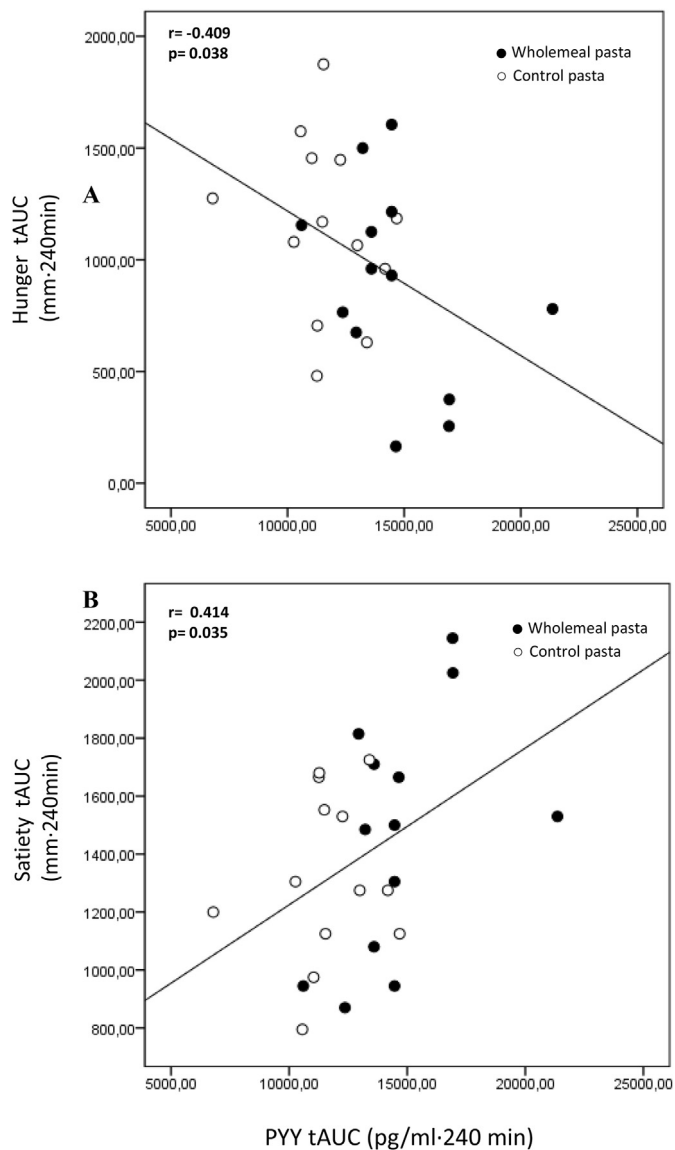 r= -0.409
p= 0.038
Wholemeal pasta
Control pasta
A
Hunger tAUC
(mm·240min)
2000,00
1500,00
1000,00
500,00
0,00
5000,00
10000,00
15000,00
20000,00
25000,00
B
r= 0.414
p= 0.035
Wholemeal pasta
Control pasta
Satiety tAUC
(mm·240min)
2200,00
2000,00
1800,00
1600,00
1400,00
1200,00
1000,00
800,00
5000,00
10000,00
15000,00
20000,00
25000,00
PYY tAUC (pg/ml·240 min)